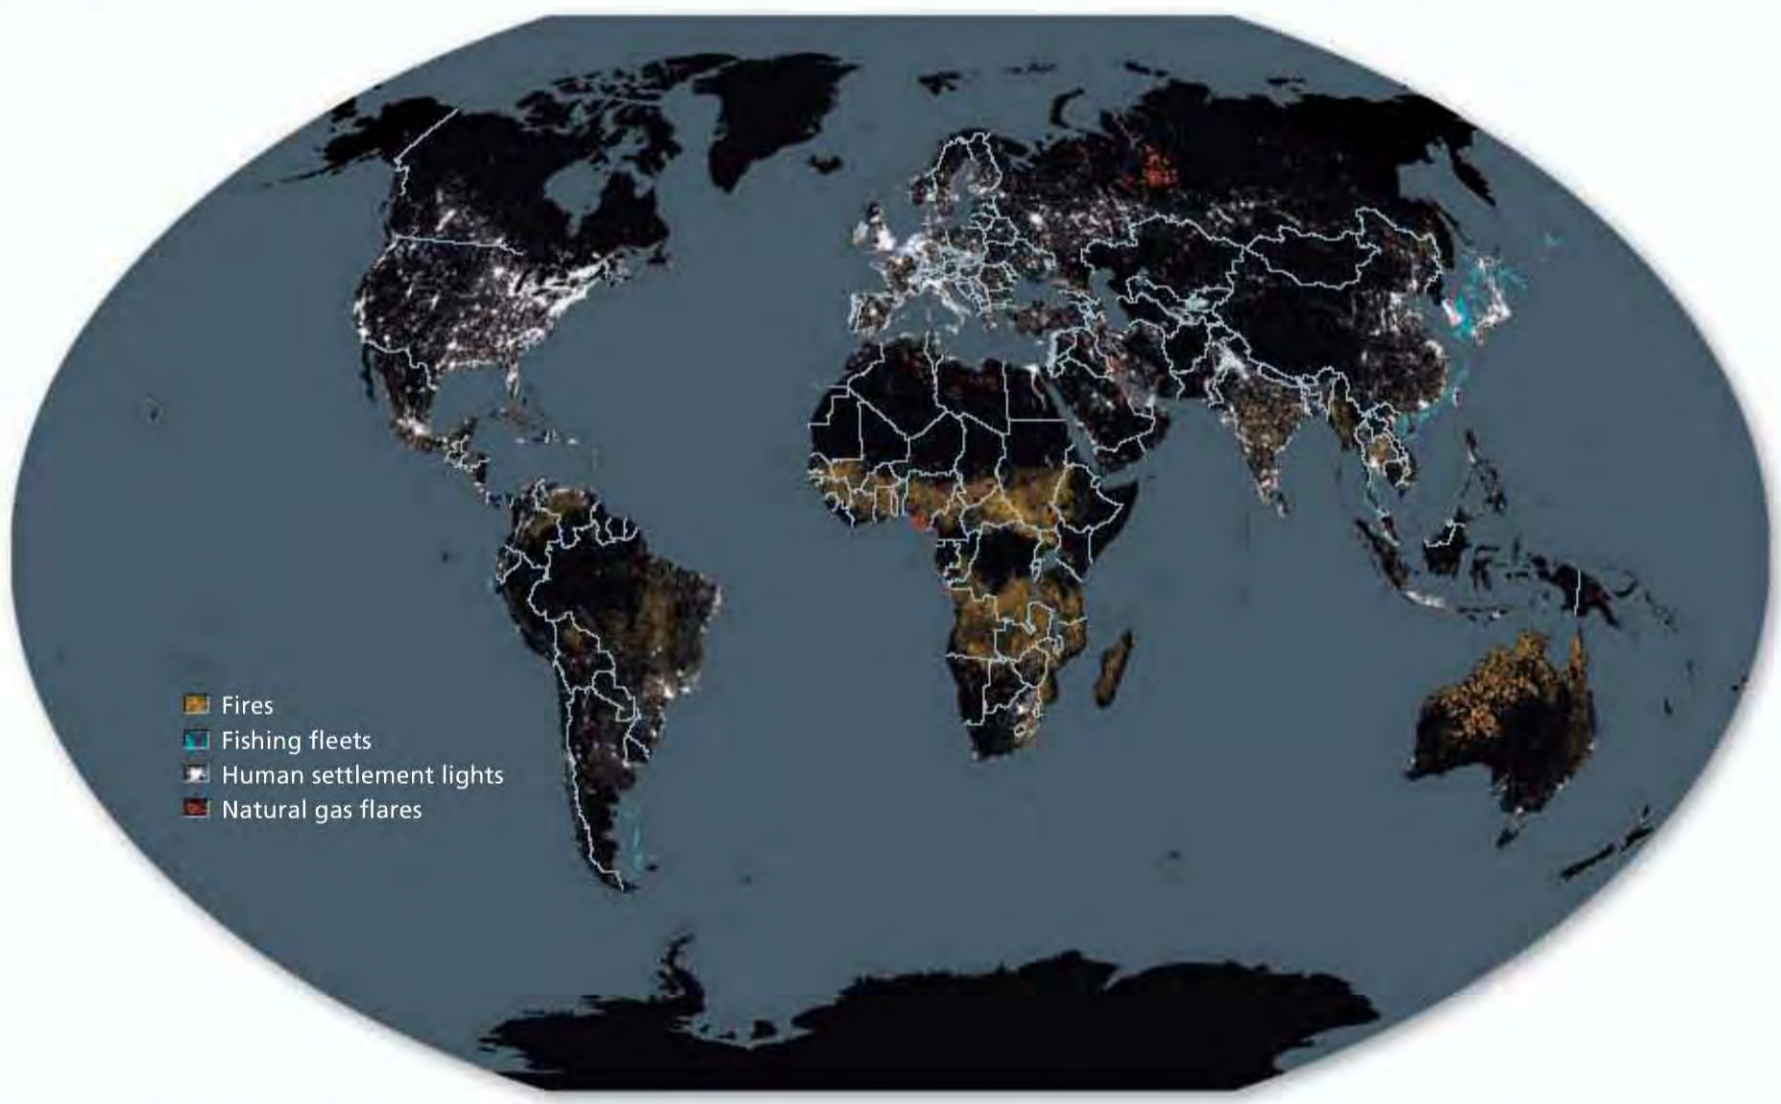 Fires
Fishing fleets
Human settlement lights
Natural gas flares